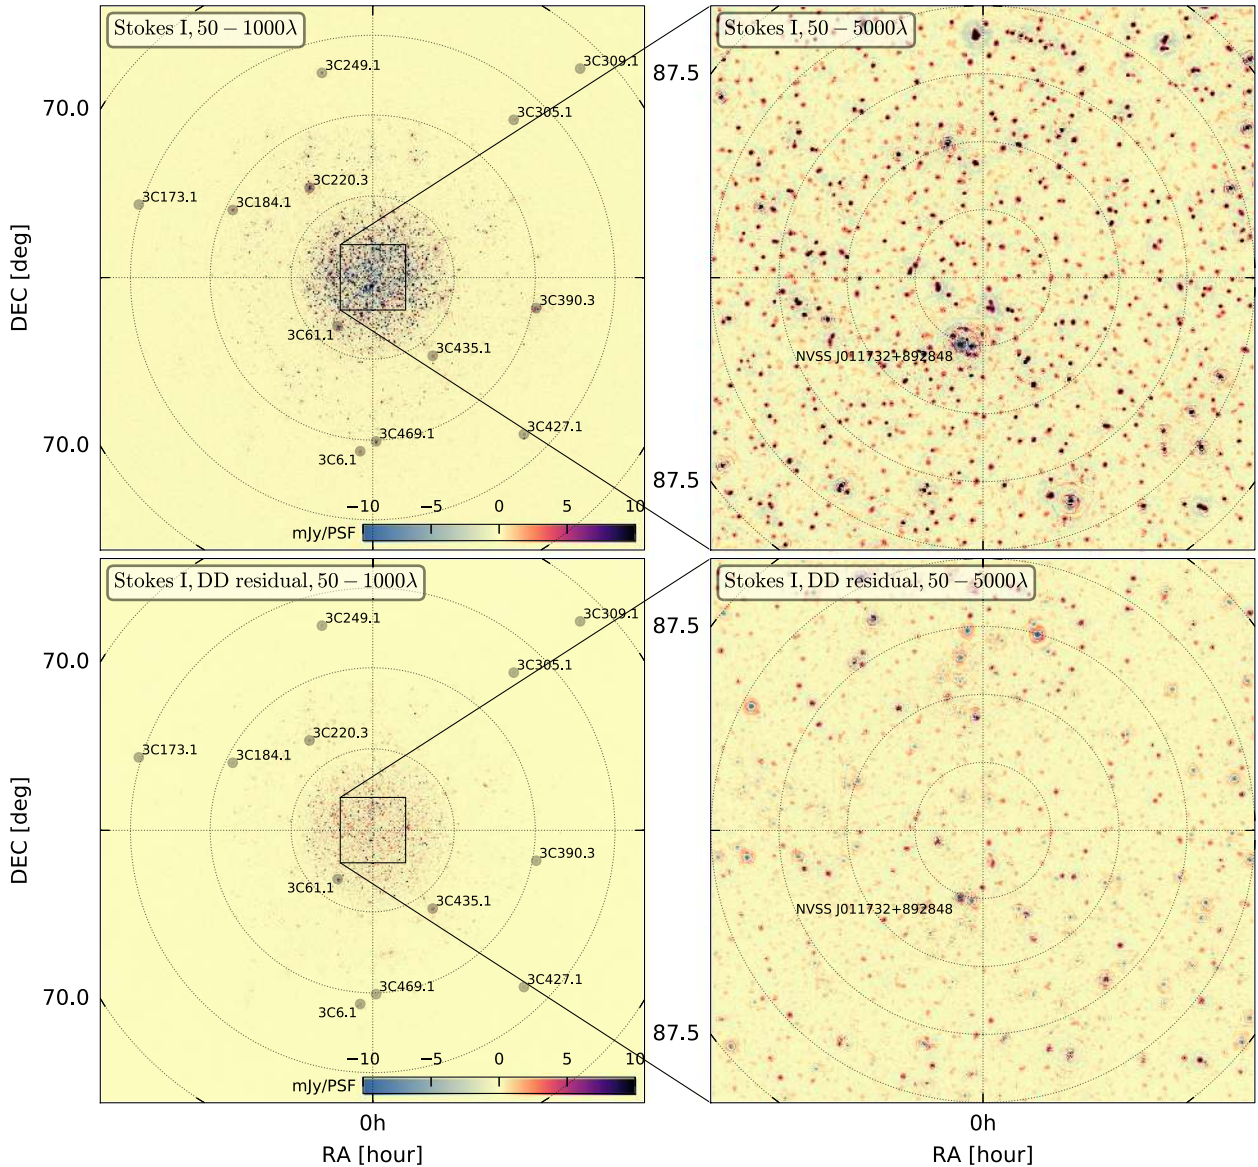 Stokes I, 50 − 1000λ
Stokes I, 50 − 5000λ
3C249.1
3C309.1
87.5
70.0
3C305.1
3C220.3
3C173.1
3C184.1
DEC [deg]
3C390.3
3C61.1
3C435.1
NVSS J011732+892848
70.0
3C469.1
3C427.1
3C6.1
87.5
−10 −5 0 5 10
mJy/PSF
Stokes I, DD residual, 50 − 1000λ
Stokes I, DD residual, 50 − 5000λ
3C249.1
3C309.1
87.5
70.0
3C305.1
3C220.3
3C173.1
3C184.1
DEC [deg]
3C390.3
3C61.1
3C435.1
NVSS J011732+892848
70.0
3C469.1
3C427.1
3C6.1
87.5
−10 −5 0 5 10
mJy/PSF
0h
0h
RA [hour]
RA [hour]